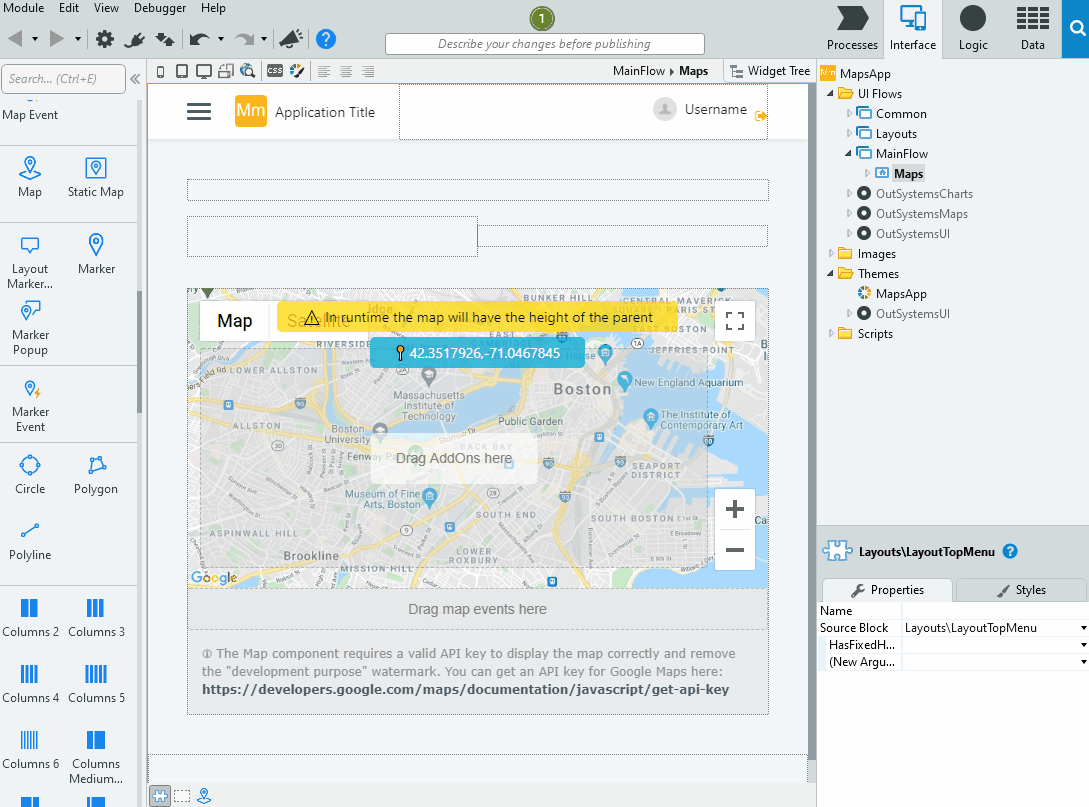 Module Edit View Debugger Help
1
Describe your changes before publishing
Processes Interface Logic Data
Search... (Ctrl+E)
MainFlow Maps Widget Tree
Map Event
Map Static Map
Layout Marker... Marker
Marker Popup
Marker Event
Circle Polygon
Polyline
Columns 2 Columns 3
Columns 4 Columns 5
Columns 6 Columns Medium...
Mm Application Title
Username
Map Satellite
In runtime the map will have the height of the parent
42.3517926,-71.0467845
BUNKER HILL
CENTRAL MAVERICK
EAST BOSTON
JEFFRIES POINT
RIVERSIDE
LOWER ALLSTON
Massachusetts
Institute of
Technology
Boston
New England Aquarium
ALLSTON
Boston
University
Public Garden
The Institute of
Contemporary Art
BACK BAY
Drag AddOns here
SEAPORT
DISTRICT
Museum of Fine
Arts, Boston
SOUTH END
SOUTH BOSTON
ASPINWALL HILL
Brookline
LOWER
ROXBURY
MISSION HILL
Google
Drag map events here
The Map component requires a valid API key to display the map correctly and remove
the "development purpose" watermark. You can get an API key for Google Maps here:
https://developers.google.com/maps/documentation/javascript/get-api-key
Mm MapsApp
UI Flows
Common
Layouts
MainFlow
Maps
OutSystemsCharts
OutSystemsMaps
OutSystemsUI
Images
Themes
MapsApp
OutSystemsUI
Scripts
Layouts\LayoutTopMenu
Properties Styles
Name
Source Block Layouts\LayoutTopMenu
HasFixedH...
(New Argu...